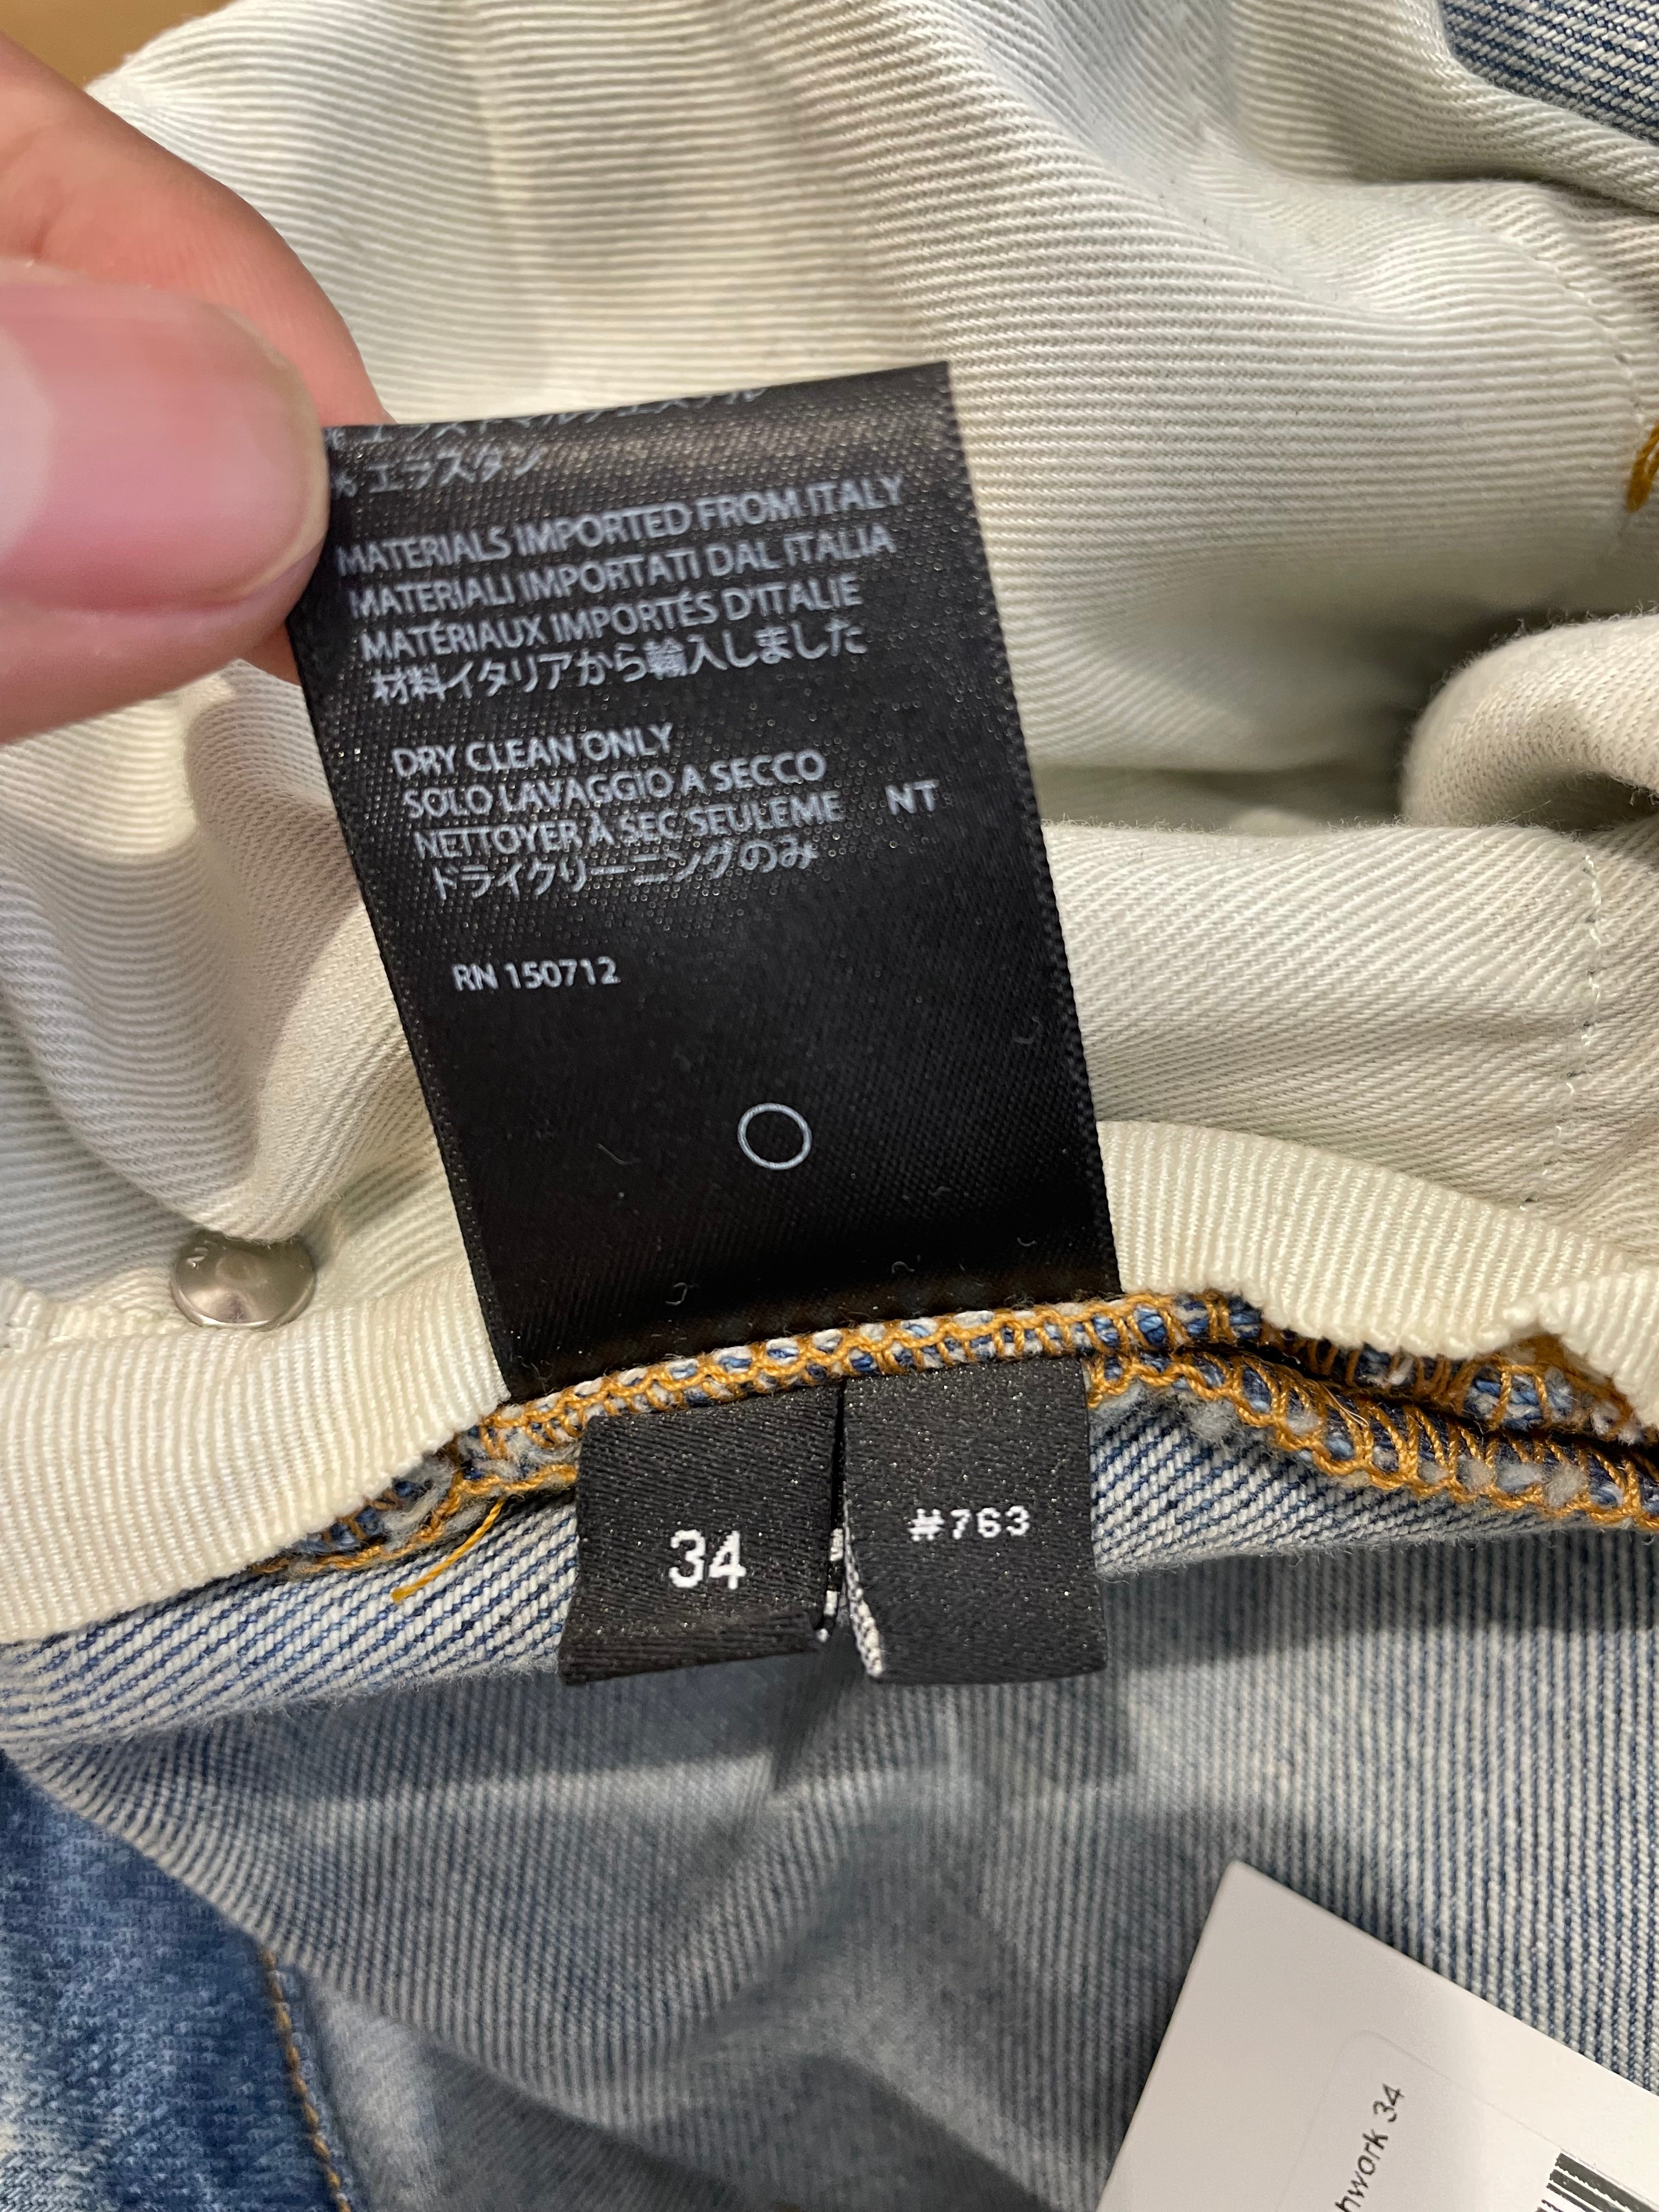 エラスタン
MATERIALS IMPORTED FROM ITALY
MATERIALI IMPORTATI DAL ITALIA
MATÉRIAUX IMPORTÉS D'ITALIE
材料イタリアから輸入しました
DRY CLEAN ONLY
SOLO LAVAGGIO A SECCO
NETTOYER À SEC SEULEME NT
ドライクリーニングのみ
RN 150712
34
#763
hwork 34